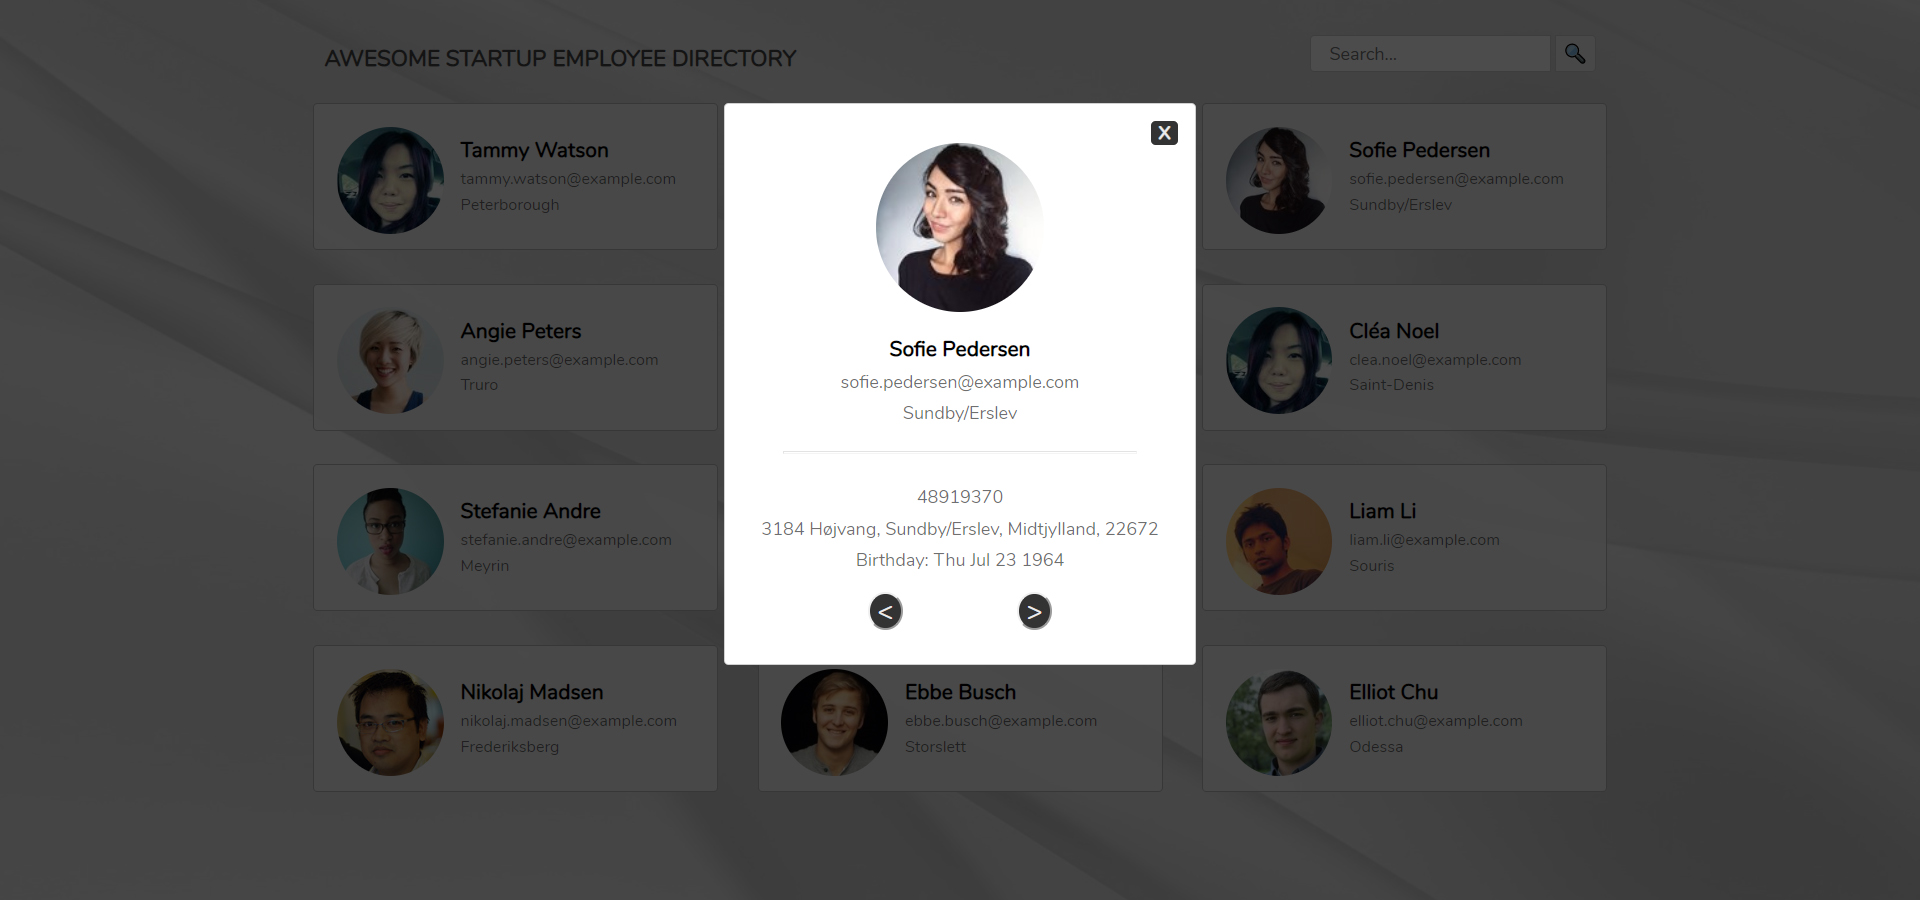 AWESOME STARTUP EMPLOYEE DIRECTORY
Search...
Tammy Watson
tammy.watson@example.com
Peterborough
X
Sofie Pedersen
sofie.pedersen@example.com
Sundby/Erslev
48919370
3184 Højvang, Sundby/Erslev, Midtjylland, 22672
Birthday: Thu Jul 23 1964
<
>
Sofie Pedersen
sofie.pedersen@example.com
Sundby/Erslev
Angie Peters
angie.peters@example.com
Truro
Cléa Noel
clea.noel@example.com
Saint-Denis
Stefanie Andre
stefanie.andre@example.com
Meyrin
Liam Li
liam.li@example.com
Souris
Nikolaj Madsen
nikolaj.madsen@example.com
Frederiksberg
Ebbe Busch
ebbe.busch@example.com
Storslett
Elliot Chu
elliot.chu@example.com
Odessa